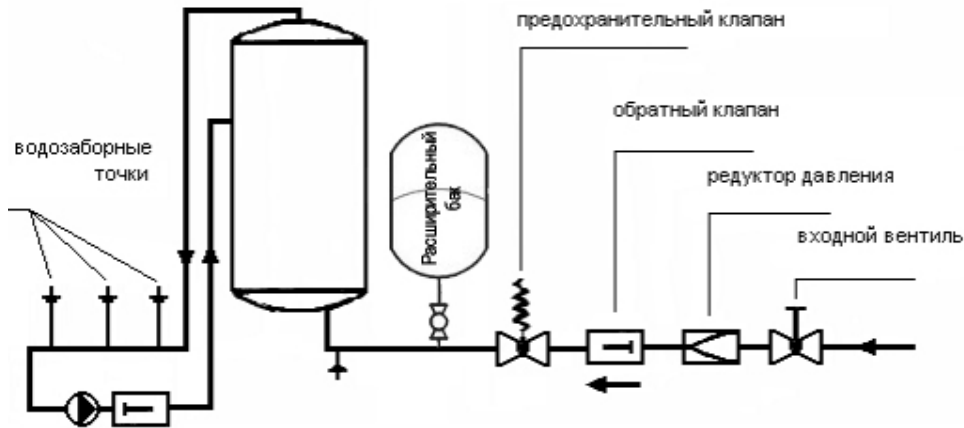 предохранительный клапан
обратный клапан
редуктор давления
входной вентиль
водозаборные
точки
Расширительный
бак